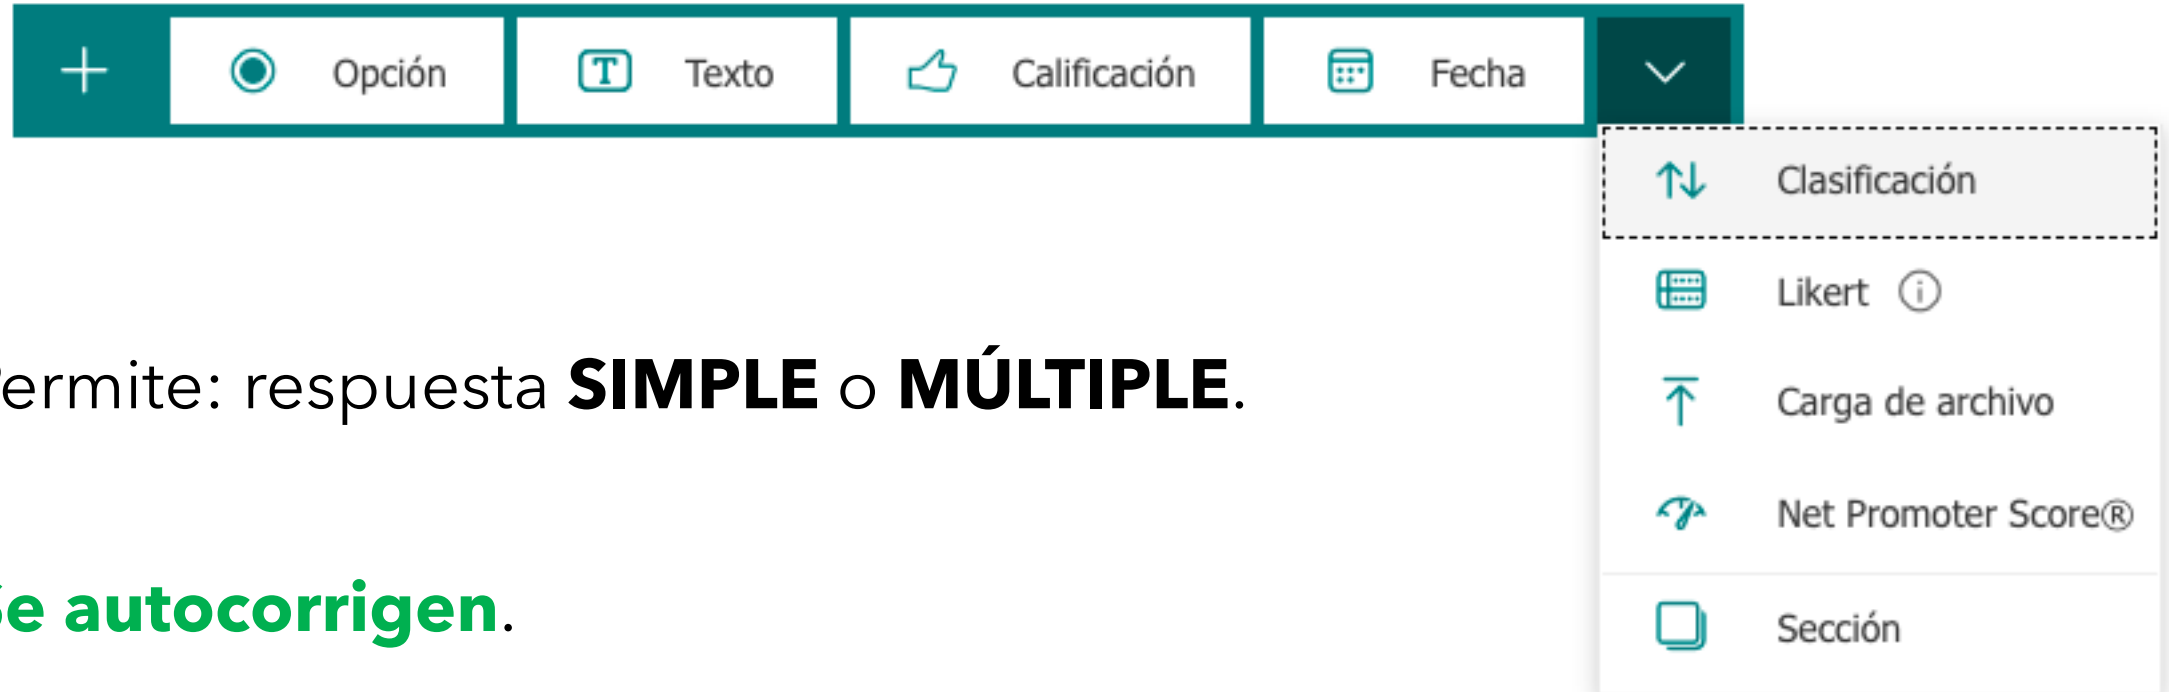 Opción Texto Calificación Fecha
Clasificación
Likert
ermite: respuesta SIMPLE o MÚLTIPLE.
Carga de archivo
Net Promoter Score®
e autocorrigen.
Sección